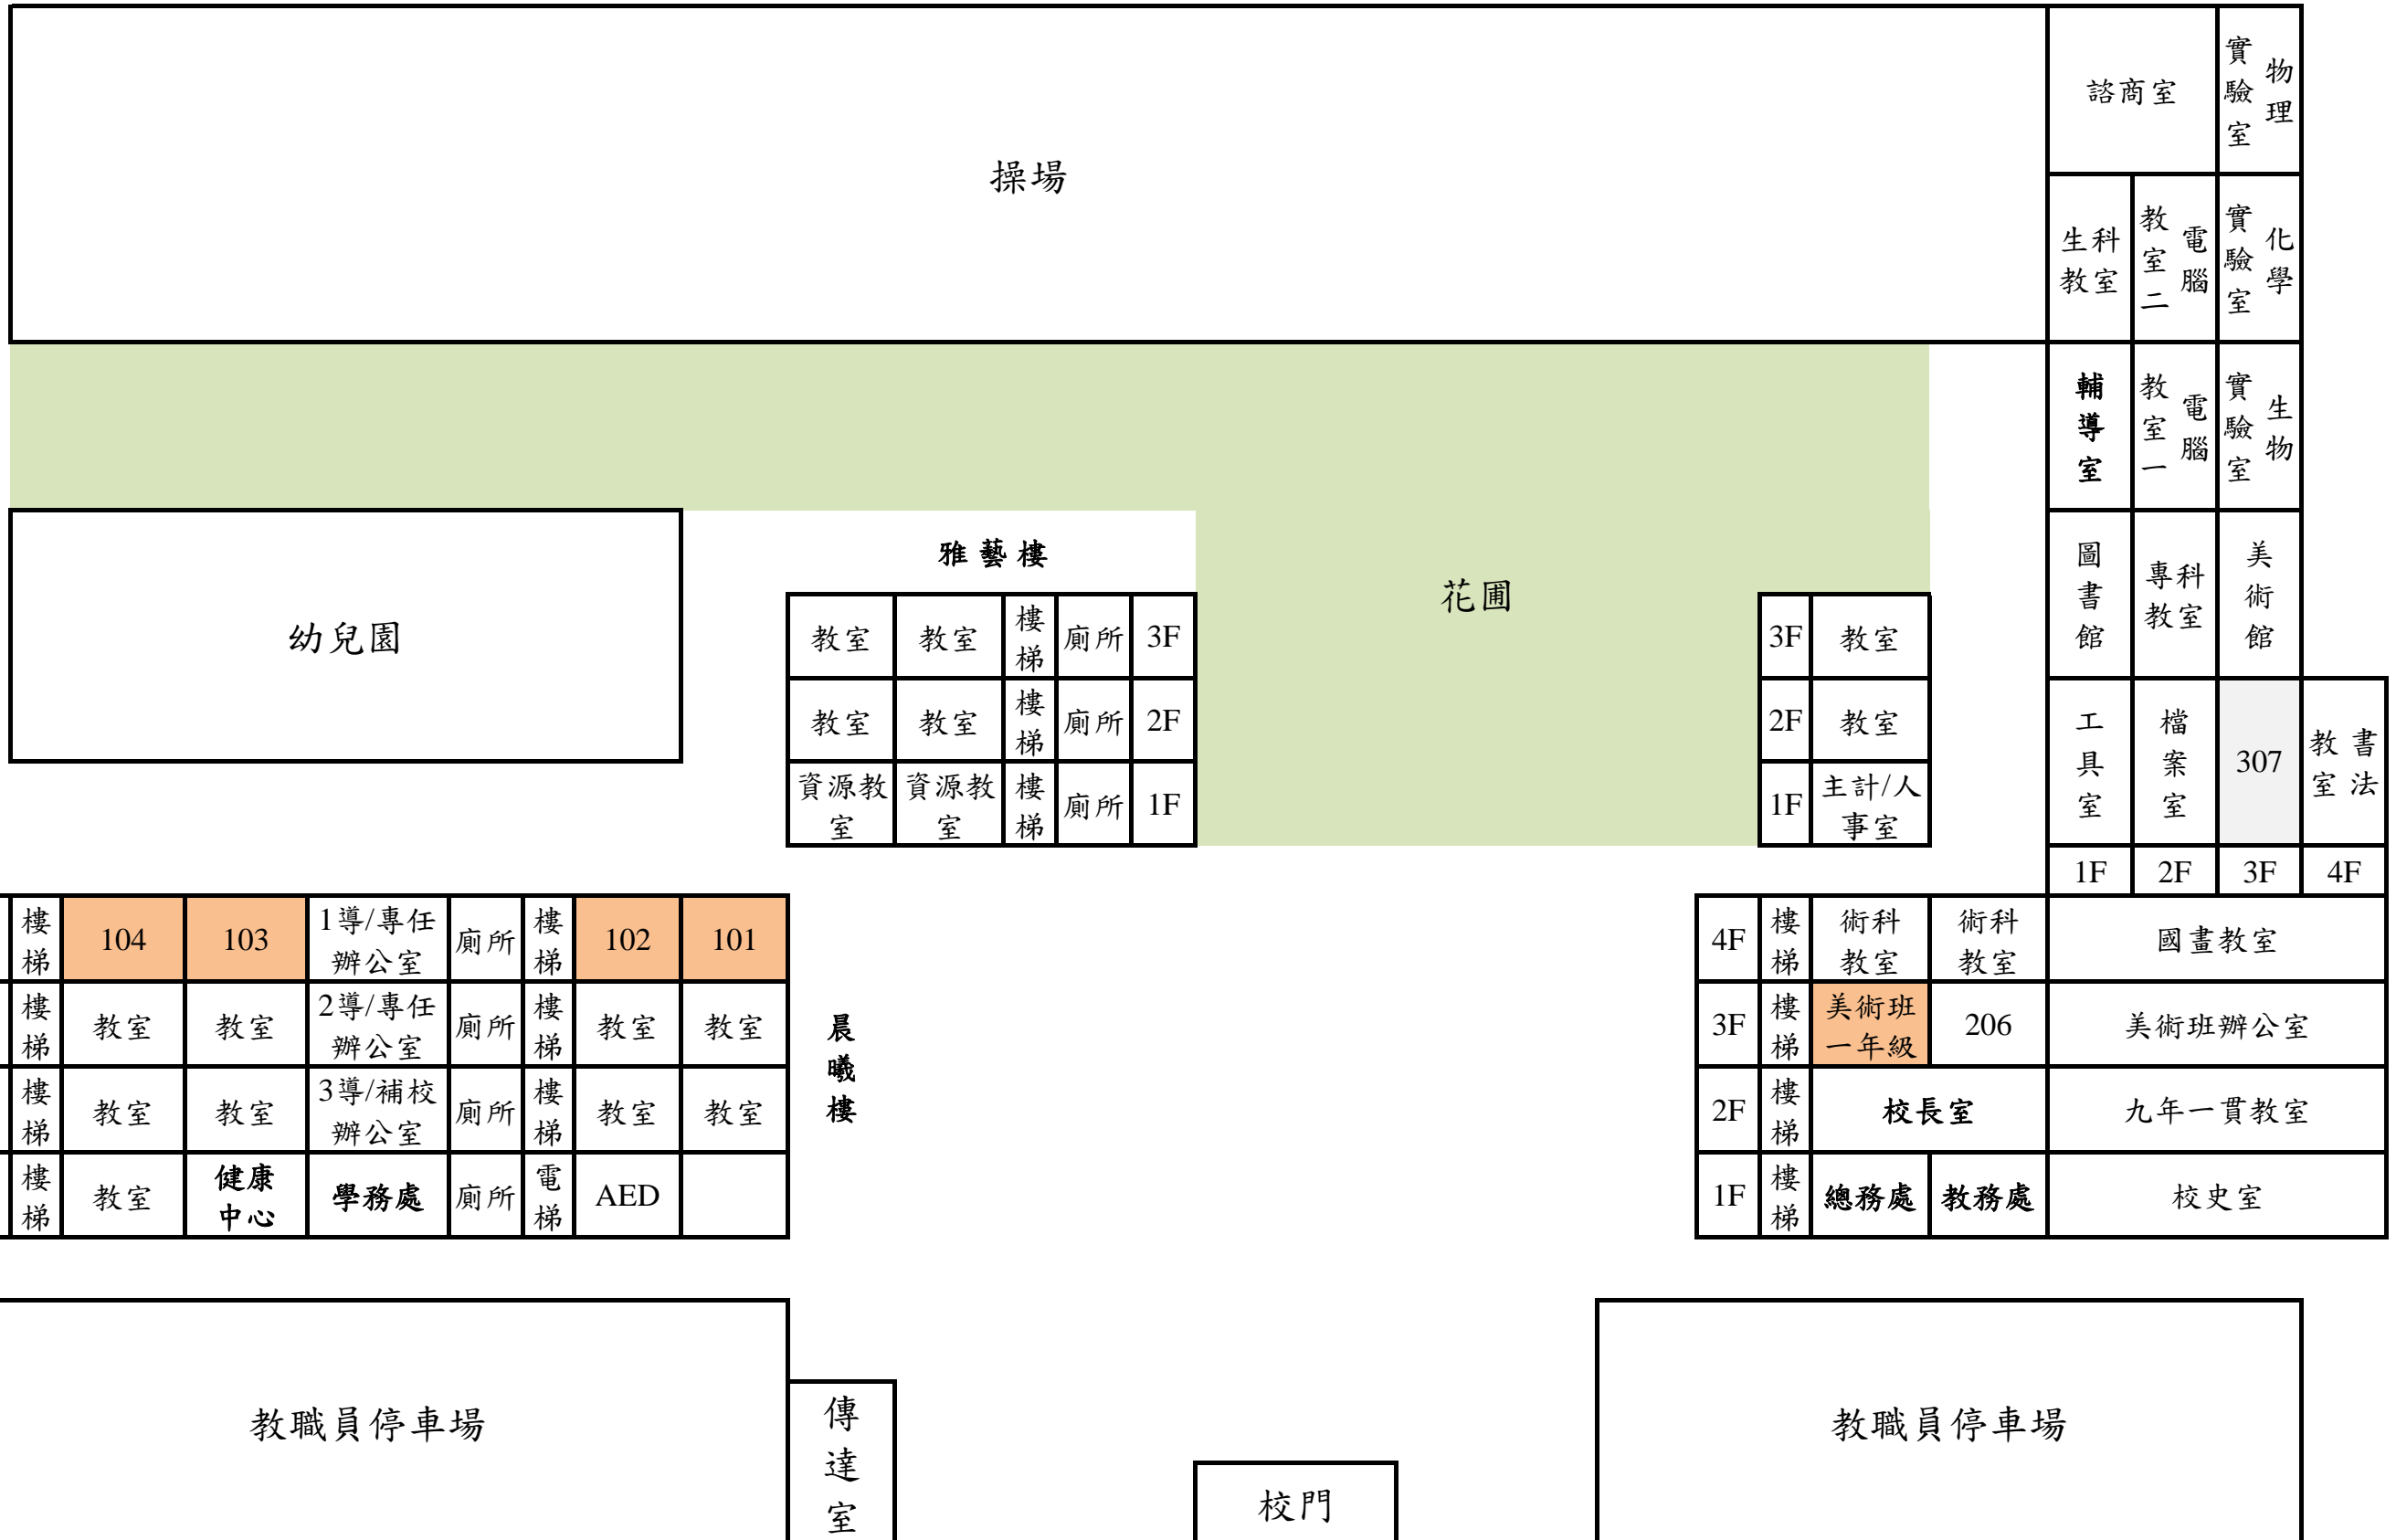 操場
諮商室
物理
實驗室
生科
教室
電腦
教室二
化學
實驗室
輔導室
電腦
教室一
生物
實驗室
幼兒園
雅藝樓
花圃
圖書館
專科
教室
美術館
教室 教室 樓梯 廁所 3F
3F 教室
教室 教室 樓梯 廁所 2F
2F 教室
工具室
檔案室
307
書法
教室
資源教
室
資源教
室
樓梯 廁所 1F
1F
主計/人
事室
1F 2F 3F 4F
樓梯 104 103
1導/專任
辦公室
廁所 樓梯 102 101
樓梯 教室 教室
2導/專任
辦公室
廁所 樓梯 教室 教室
樓梯 教室 教室
3導/補校
辦公室
廁所 樓梯 教室 教室
樓梯 教室
健康
中心
學務處 廁所 電梯 AED
晨曦樓
4F 樓梯
術科
教室
術科
教室
國畫教室
3F 樓梯
美術班
一年級
206 美術班辦公室
2F 樓梯 校長室 九年一貫教室
1F 樓梯 總務處 教務處 校史室
教職員停車場
傳達室
校門
教職員停車場